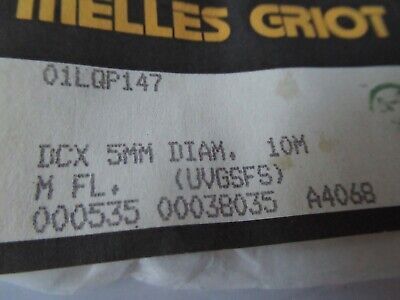 MELLES GRIOT
01LQP147
DCX 5MM DIAM. 10M
M FL. (UVGSFS)
000535 00038035 A4068